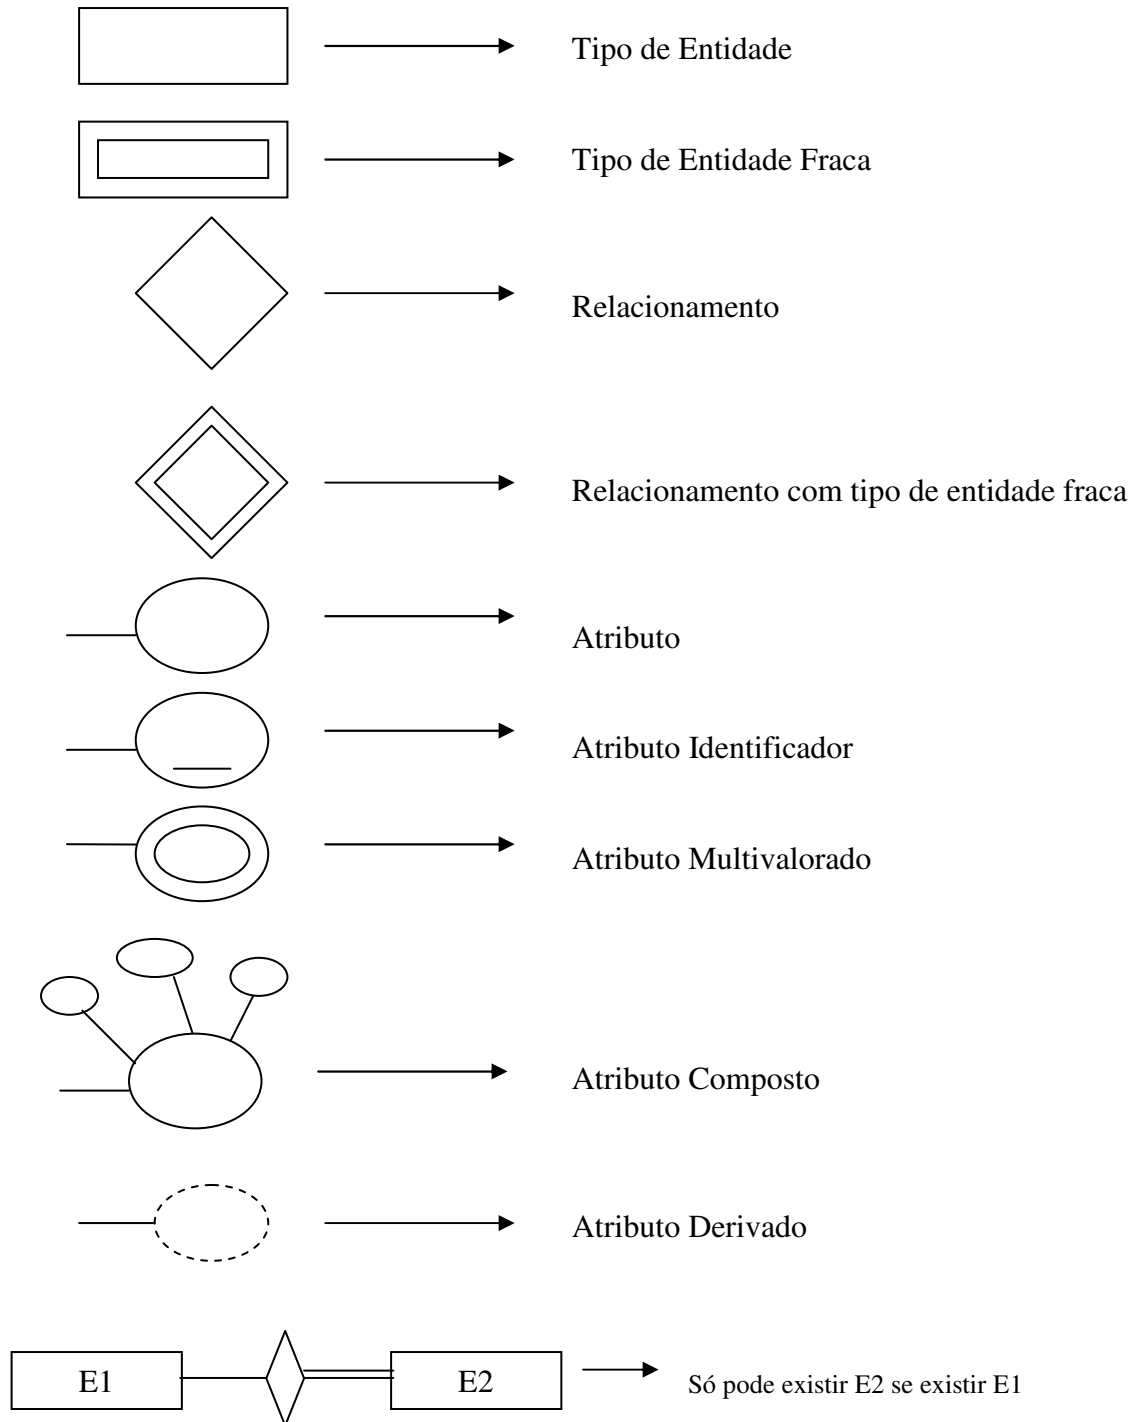 Tipo de Entidade
Tipo de Entidade Fraca
Relacionamento
Relacionamento com tipo de entidade fraca
Atributo
Atributo Identificador
Atributo Multivalorado
Atributo Composto
Atributo Derivado
E1 E2 Só pode existir E2 se existir E1